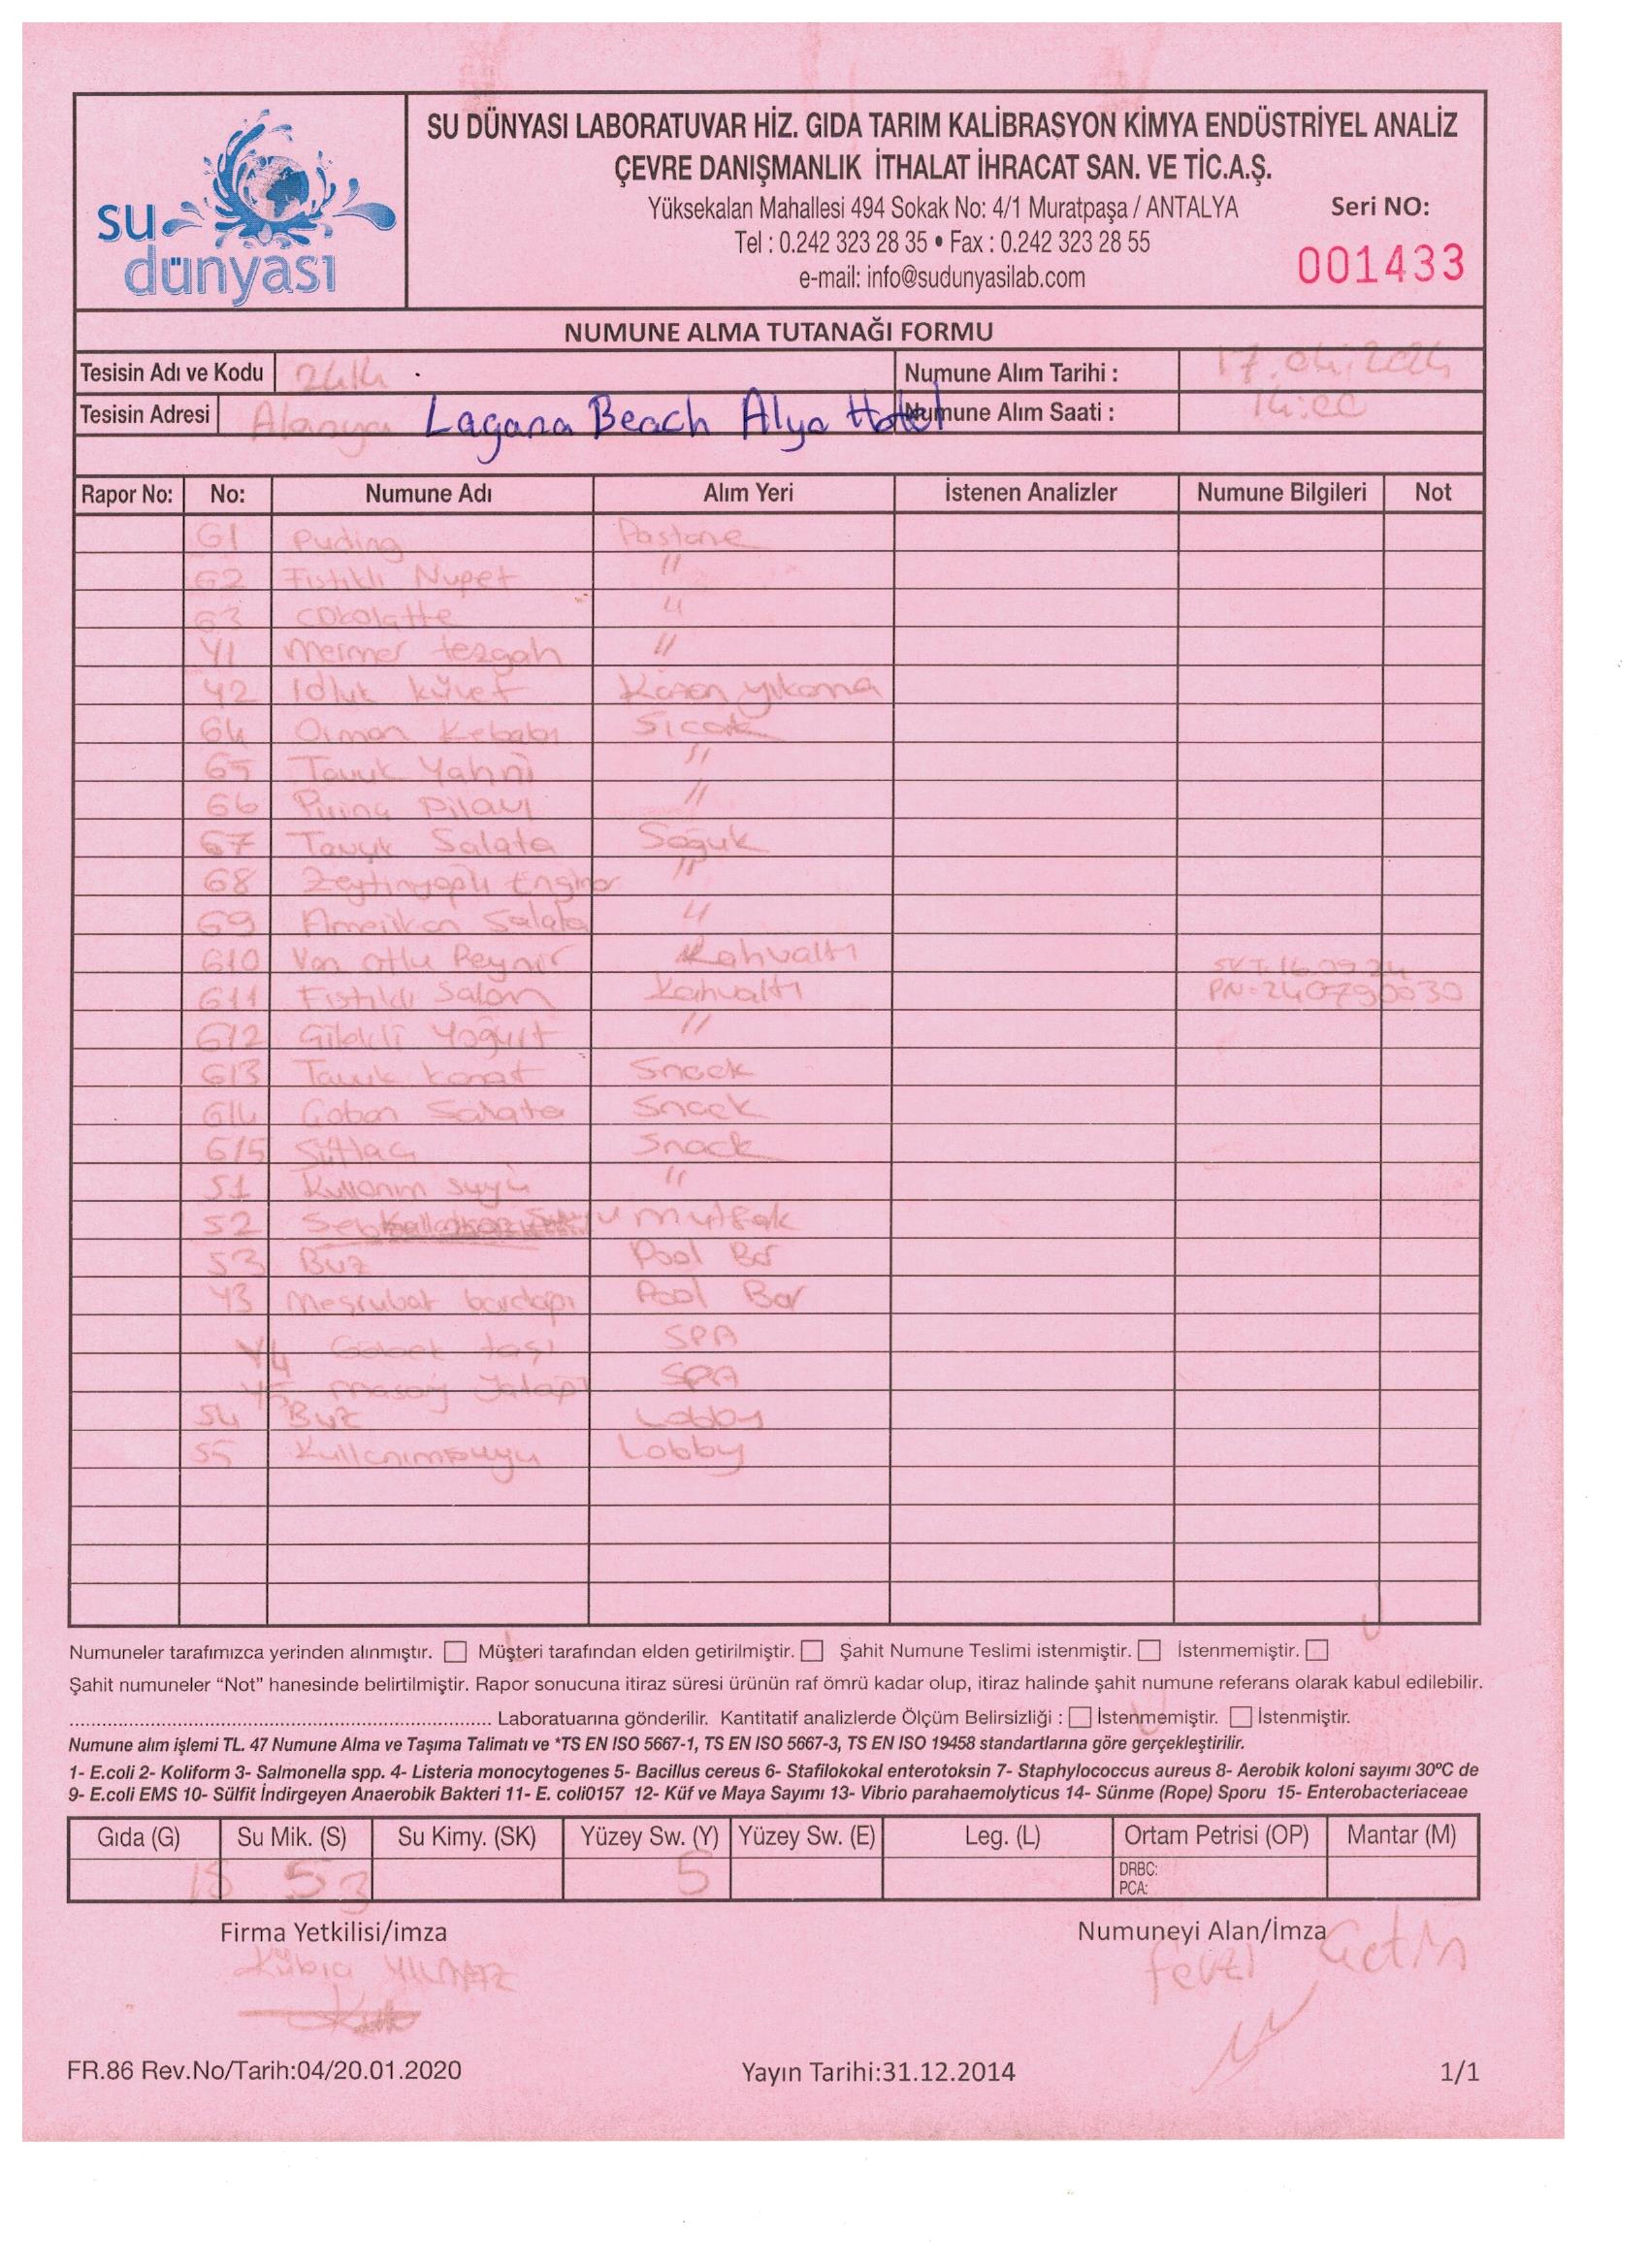 su
dünyası
SU DÜNYASI LABORATUVAR HİZ. GIDA TARIM KALİBRASYON KİMYA ENDÜSTRİYEL ANALİZ
ÇEVRE DANIŞMANLIK İTHALAT İHRACAT SAN. VE TİC.A.Ş.
Yüksekalan Mahallesi 494 Sokak No: 4/1 Muratpaşa / ANTALYA
Seri NO:
Tel : 0.242 323 28 35 • Fax : 0.242 323 28 55
001433
e-mail: info@sudunyasilab.com
NUMUNE ALMA TUTANAĞI FORMU
Tesisin Adı ve Kodu Numune Alım Tarihi : 17.04.2024
Tesisin Adresi Alanya Lagana Beach Alya Hotel Numune Alım Saati : 14:00
Rapor No: No: Numune Adı Alım Yeri İstenen Analizler Numune Bilgileri Not
G1 Puding Pastane
G2 Fıstıklı Nupet "
G3 cokolatte "
Y1 Mermer tezgah "
Y2 1dluk küvet Kazan yıkama
G4 Orman Kebabı Sıcak
G5 Tavuk Yahni "
G6 Pirinç pilavı "
G7 Tavuk Salata Soğuk
G8 Zeytinyağlı Enginar "
G9 Amerikan Salata "
G10 Van otlu Peynir Kahvaltı SKT.16.09.24
G11 Fıstıklı Salam Kahvaltı PN:240790030
G12 Çilekli Yoğurt "
G13 Tavuk kanat Snack
G14 Çoban Salata Snack
G15 Sütlaç Snack
S1 Kullanım suyu "
S2 Mutfak
S3 Buz Pool Bar
Y3 Meşrubat bardağı Pool Bar
Y4 Göbek taşı SPA
Y5 masaj yatağı SPA
S4 Buz Lobby
S5 Kullanımsuyu Lobby
Numuneler tarafımızca yerinden alınmıştır. Müşteri tarafından elden getirilmiştir. Şahit Numune Teslimi istenmiştir. İstenmemiştir.
Şahit numuneler “Not” hanesinde belirtilmiştir. Rapor sonucuna itiraz süresi ürünün raf ömrü kadar olup, itiraz halinde şahit numune referans olarak kabul edilebilir.
........................................ Laboratuarına gönderilir. Kantitatif analizlerde Ölçüm Belirsizliği : İstenmemiştir. İstenmiştir.
Numune alım işlemi TL. 47 Numune Alma ve Taşıma Talimatı ve *TS EN ISO 5667-1, TS EN ISO 5667-3, TS EN ISO 19458 standartlarına göre gerçekleştirilir.
1- E.coli 2- Koliform 3- Salmonella spp. 4- Listeria monocytogenes 5- Bacillus cereus 6- Stafilokokal enterotoksin 7- Staphylococcus aureus 8- Aerobik koloni sayımı 30ºC de
9- E.coli EMS 10- Sülfit İndirgeyen Anaerobik Bakteri 11- E. coli0157 12- Küf ve Maya Sayımı 13- Vibrio parahaemolyticus 14- Sünme (Rope) Sporu 15- Enterobacteriaceae
Gıda (G) Su Mik. (S) Su Kimy. (SK) Yüzey Sw. (Y) Yüzey Sw. (E) Leg. (L) Ortam Petrisi (OP) Mantar (M)
15 5 5 DRBC:
PCA:
Firma Yetkilisi/imza Numuneyi Alan/İmza
Kübra YILMAZ Fevzi Çetin
FR.86 Rev.No/Tarih:04/20.01.2020 Yayın Tarihi:31.12.2014 1/1